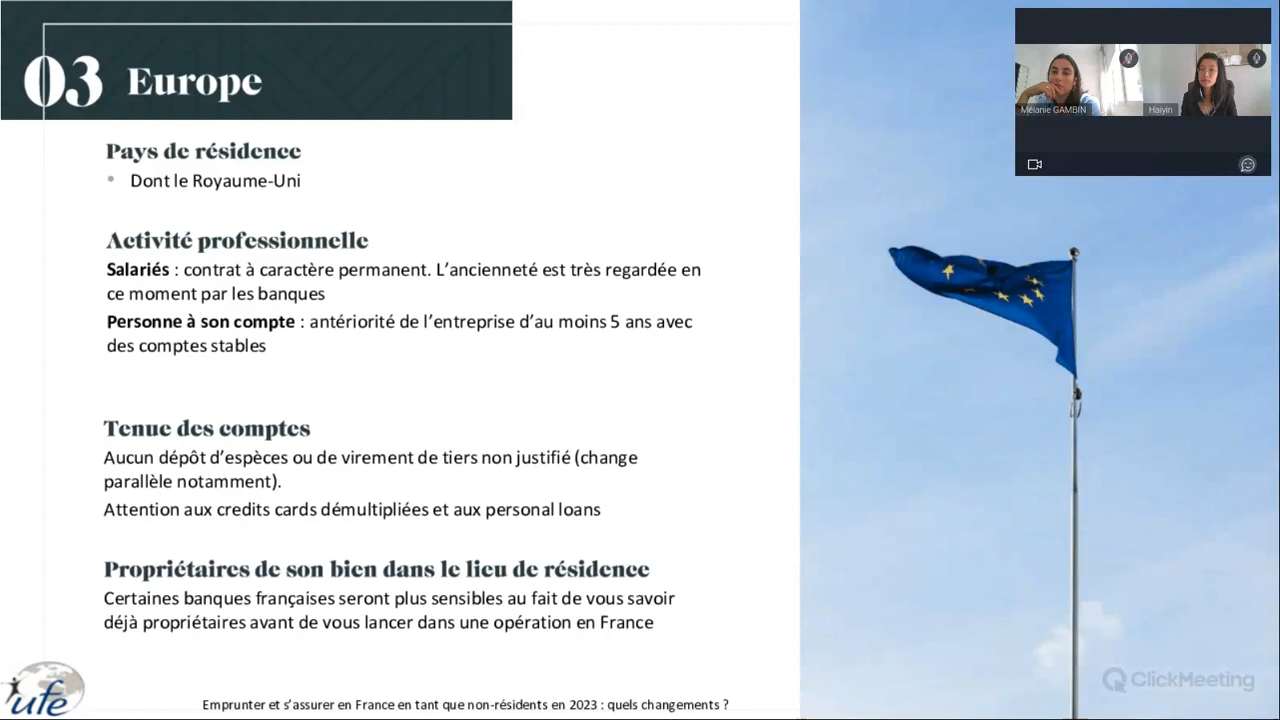 03 Europe
Pays de résidence
• Dont le Royaume-Uni
Activité professionnelle
Salariés : contrat à caractère permanent. L’ancienneté est très regardée en
ce moment par les banques
Personne à son compte : antériorité de l’entreprise d’au moins 5 ans avec
des comptes stables
Tenue des comptes
Aucun dépôt d’espèces ou de virement de tiers non justifié (change
parallèle notamment).
Attention aux credits cards démultipliées et aux personal loans
Propriétaires de son bien dans le lieu de résidence
Certaines banques françaises seront plus sensibles au fait de vous savoir
déjà propriétaires avant de vous lancer dans une opération en France
ufe
Emprunter et s’assurer en France en tant que non-résidents en 2023 : quels changements ?
Mélanie GAMBIN
Haiyin
ClickMeeting